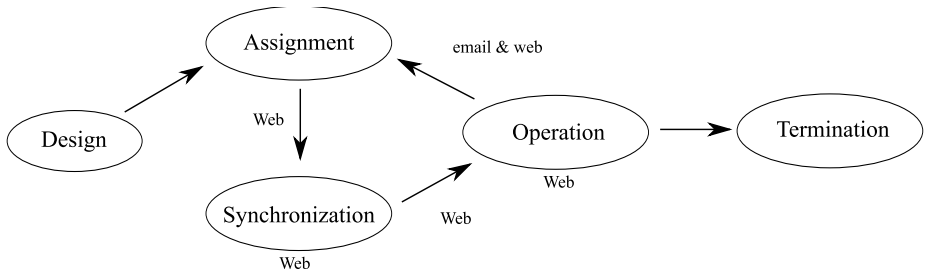 Assignment
email & web
Web
Design
Operation
Termination
Web
Synchronization
Web
Web